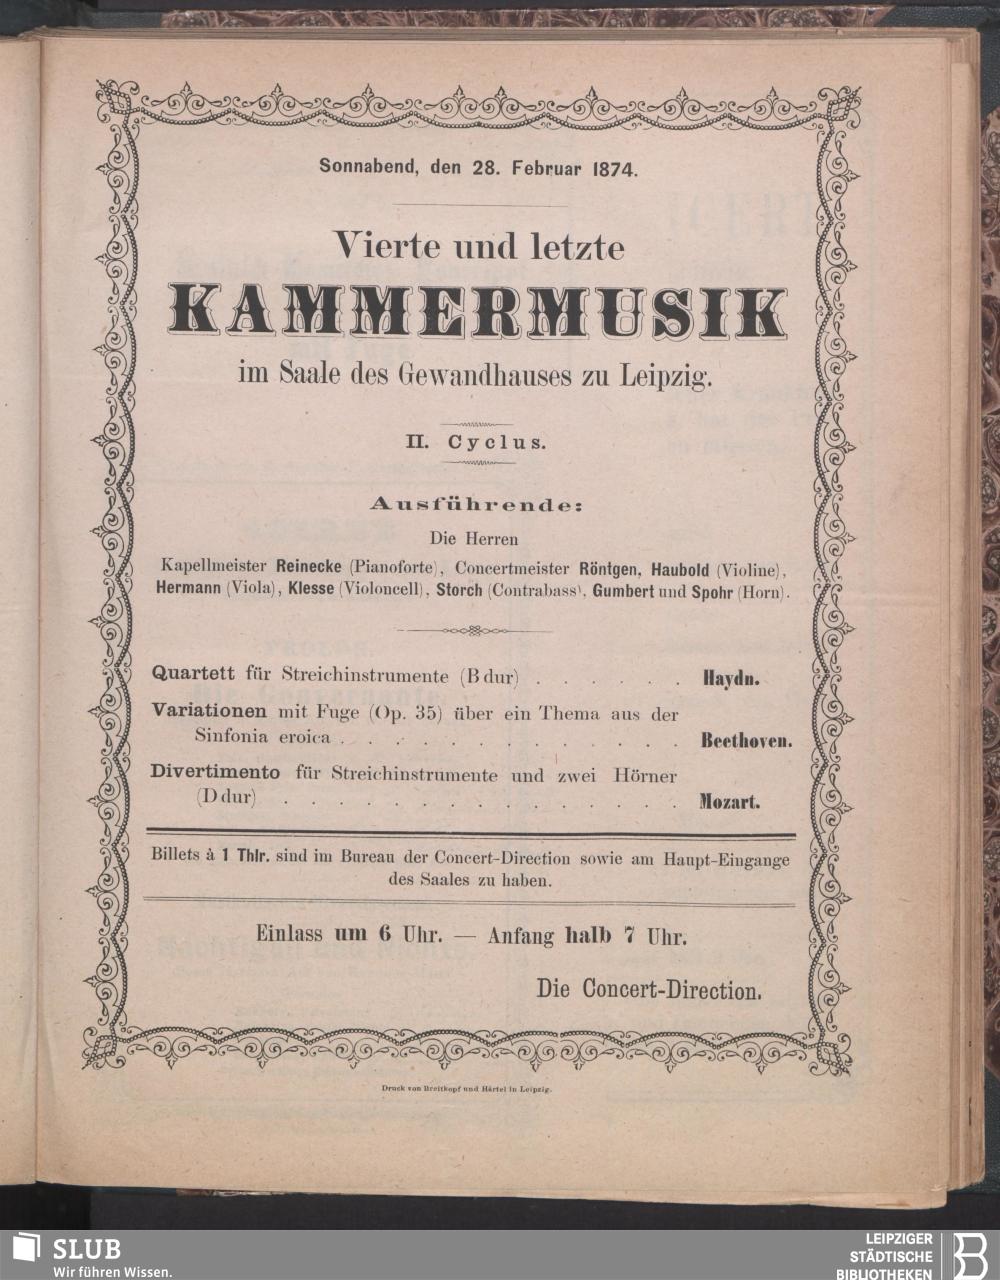 Sonnabend, den 28. Februar 1874.
Vierte und letzte
KAMMERMUSIK
im Saale des Gewandhauses zu Leipzig.
II. Cyclus.
Ausführende:
Die Herren
Kapellmeister Reinecke (Pianoforte), Concertmeister Röntgen, Haubold (Violine),
Hermann (Viola), Klesse (Violoncell), Storch (Contrabass), Gumbert und Spohr (Horn).
Quartett für Streichinstrumente (B dur) . . . . . . Haydn.
Variationen mit Fuge (Op. 35) über ein Thema aus der
Sinfonia eroica . . . . . . . . . . . . . Beethoven.
Divertimento für Streichinstrumente und zwei Hörner
(D dur) . . . . . . . . . . . . . . . Mozart.
Billets à 1 Thlr. sind im Bureau der Concert-Direction sowie am Haupt-Eingange
des Saales zu haben.
Einlass um 6 Uhr. — Anfang halb 7 Uhr.
Die Concert-Direction.
Druck von Breitkopf und Härtel in Leipzig.
SLUB
Wir führen Wissen.
LEIPZIGER
STÄDTISCHE
BIBLIOTHEKEN